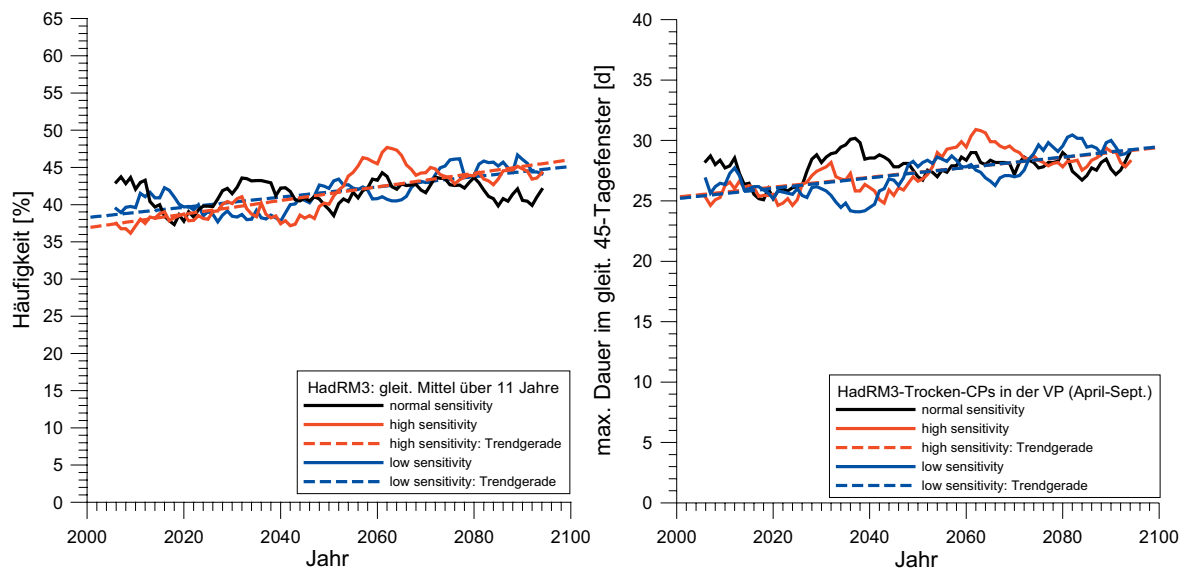 Häufigkeit [%]
65
60
55
50
45
40
35
30
25
20
15
10
5
0
2000
2020
2040
2060
2080
2100
Jahr
HadRM3: gleit. Mittel über 11 Jahre
normal sensitivity
high sensitivity
high sensitivity: Trendgerade
low sensitivity
low sensitivity: Trendgerade
max. Dauer im gleit. 45-Tagefenster [d]
40
35
30
25
20
15
10
5
0
2000
2020
2040
2060
2080
2100
Jahr
HadRM3-Trocken-CPs in der VP (April-Sept.)
normal sensitivity
high sensitivity
high sensitivity: Trendgerade
low sensitivity
low sensitivity: Trendgerade